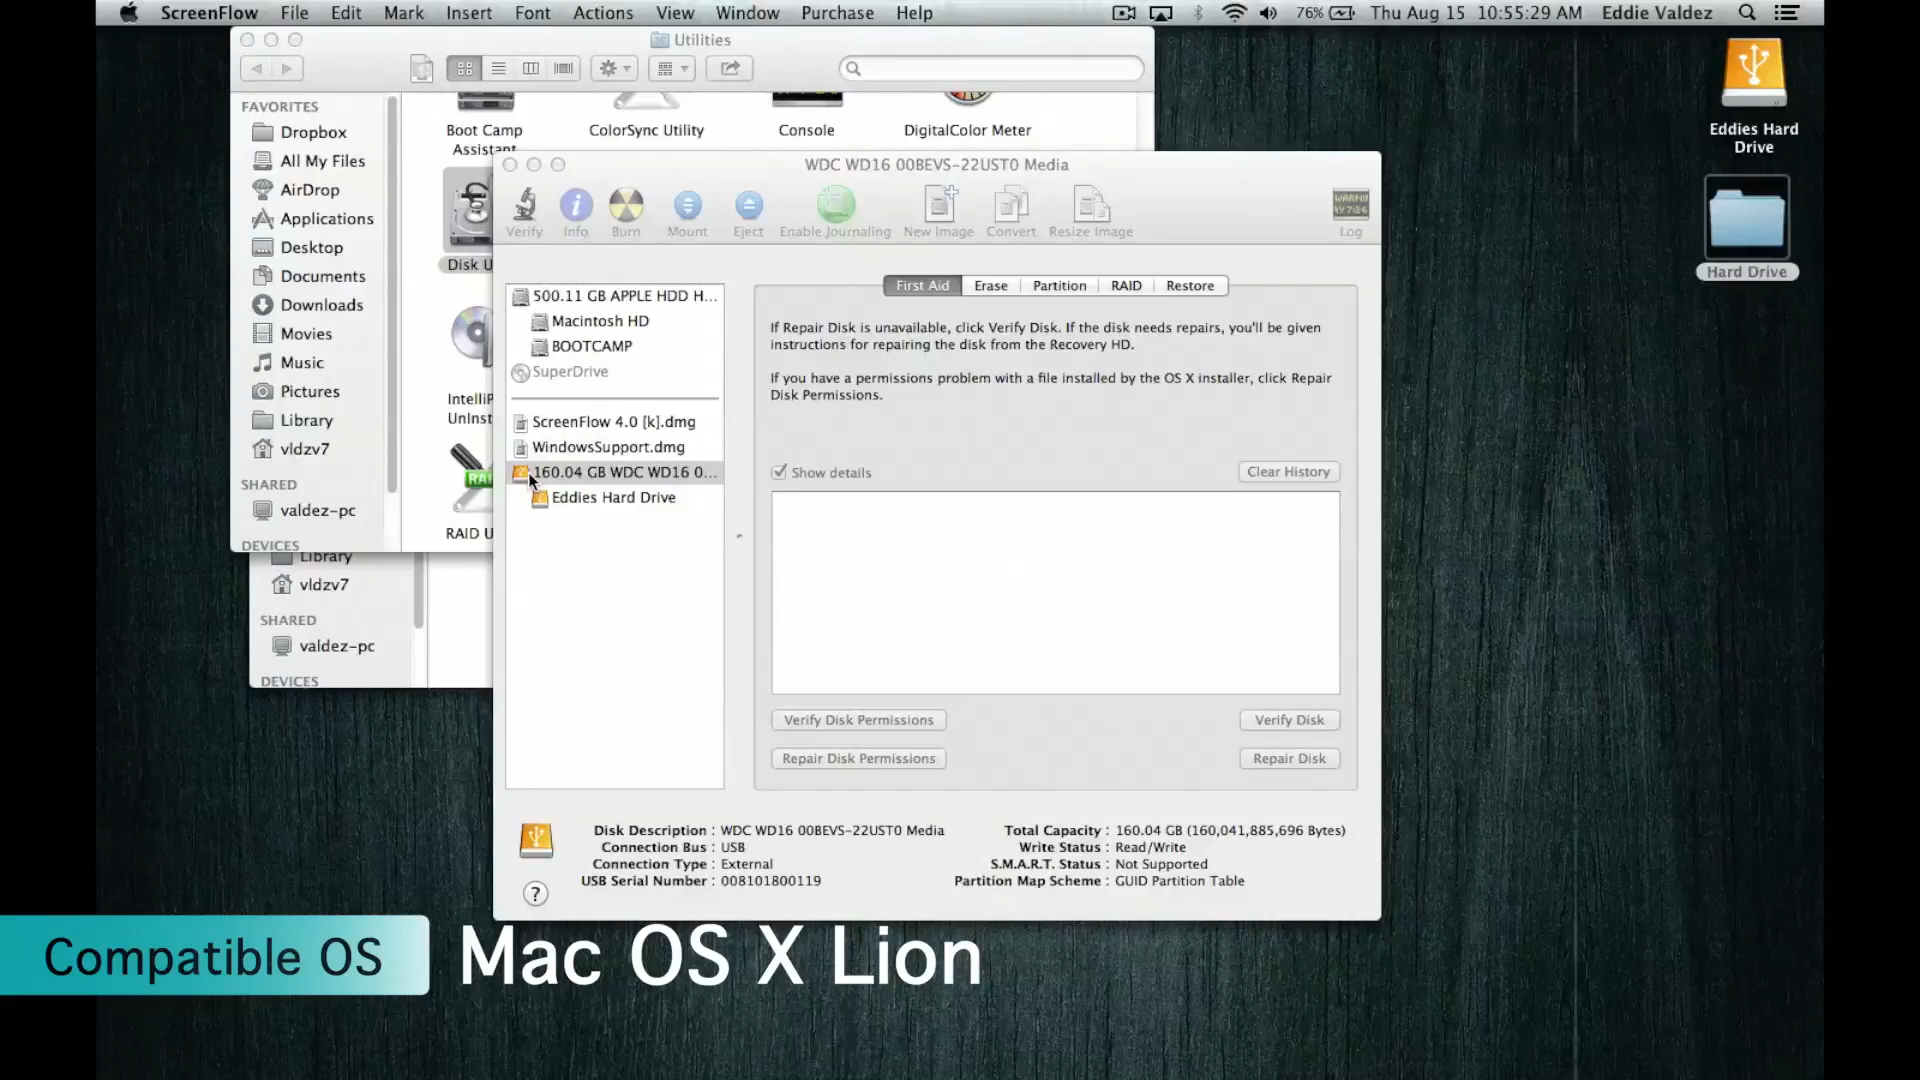 ScreenFlow File Edit Mark Insert Font Actions View Window Purchase Help 76% Thu Aug 15 10:55:29 AM Eddie Valdez
Utilities
FAVORITES
Dropbox
All My Files
AirDrop
Applications
Desktop
Documents
Downloads
Movies
Music
Pictures
Library
vldzv7
SHARED
valdez-pc
DEVICES
Library
vldzv7
SHARED
valdez-pc
DEVICES
Boot Camp
Assistant
ColorSync Utility
Console
DigitalColor Meter
Disk U
IntelliP
UnInst
RAID U
WDC WD16 00BEVS-22UST0 Media
Verify Info Burn Mount Eject Enable Journaling New Image Convert Resize Image Log
500.11 GB APPLE HDD H...
Macintosh HD
BOOTCAMP
SuperDrive
ScreenFlow 4.0 [k].dmg
WindowsSupport.dmg
160.04 GB WDC WD16 0...
Eddies Hard Drive
First Aid Erase Partition RAID Restore
If Repair Disk is unavailable, click Verify Disk. If the disk needs repairs, you'll be given
instructions for repairing the disk from the Recovery HD.
If you have a permissions problem with a file installed by the OS X installer, click Repair
Disk Permissions.
Show details
Clear History
Verify Disk Permissions
Verify Disk
Repair Disk Permissions
Repair Disk
Disk Description : WDC WD16 00BEVS-22UST0 Media
Connection Bus : USB
Connection Type : External
USB Serial Number : 008101800119
Total Capacity : 160.04 GB (160,041,885,696 Bytes)
Write Status : Read/Write
S.M.A.R.T. Status : Not Supported
Partition Map Scheme : GUID Partition Table
?
Eddies Hard
Drive
Hard Drive
Compatible OS
Mac OS X Lion